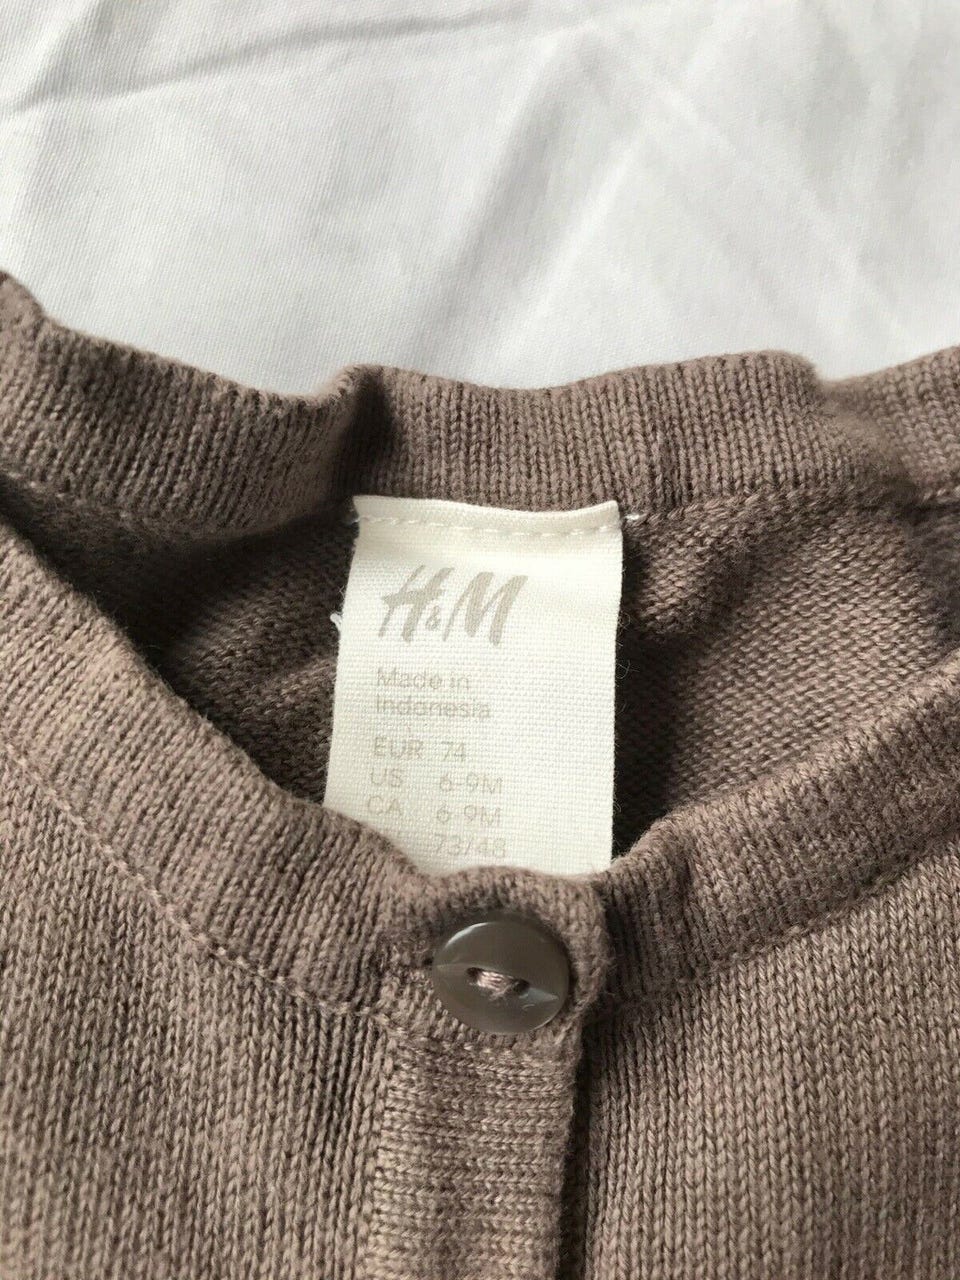 H&M
Made in
Indonesia
EUR 74
US 6-9M
CA 6-9M
73/48